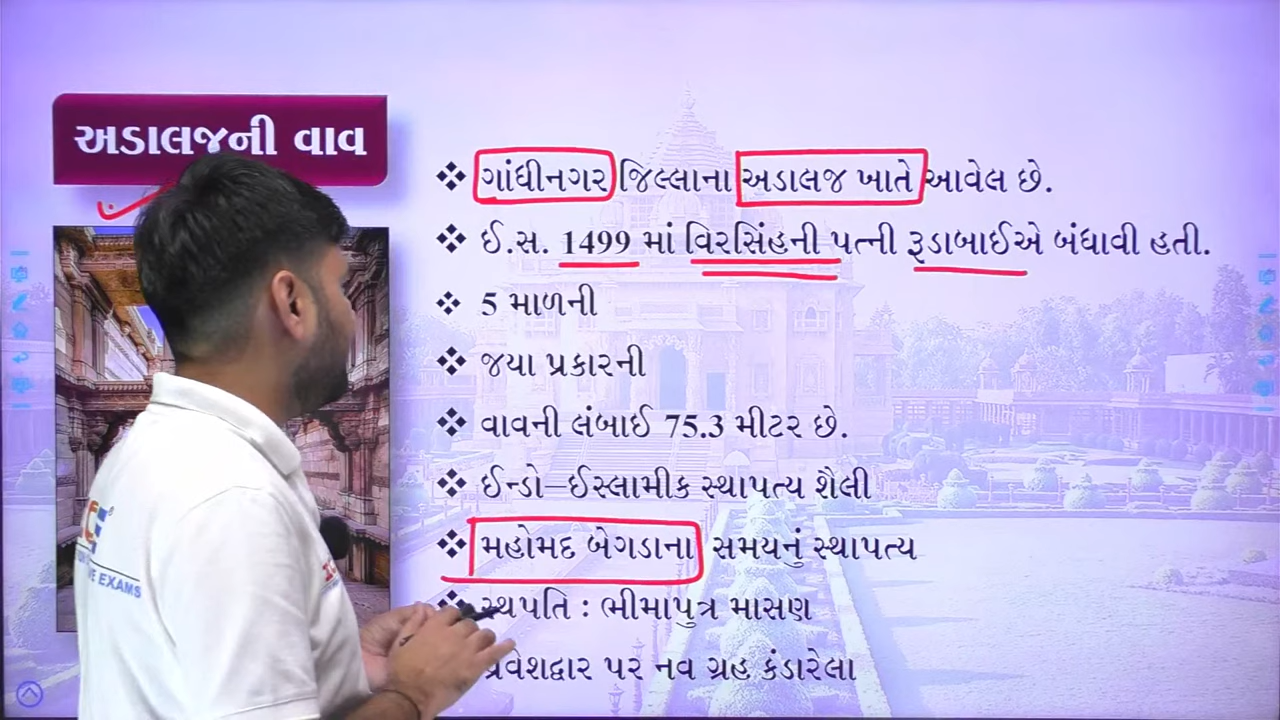 અડાલજની વાવ
❖ ગાંધીનગર જિલ્લાના અડાલજ ખાતે આવેલ છે.
❖ ઈ.સ. 1499 માં વિરસિંહની પત્ની રૂડાબાઈએ બંધાવી હતી.
❖ 5 માળની
❖ જયા પ્રકારની
❖ વાવની લંબાઈ 75.3 મીટર છે.
❖ ઈન્ડો–ઈસ્લામીક સ્થાપત્ય શૈલી
❖ મહોમદ બેગડાના સમયનું સ્થાપત્ય
❖ સ્થપતિ : ભીમાપુત્ર માસણ
પ્રવેશદ્વાર પર નવ ગ્રહ કંડારેલા
EXAMS